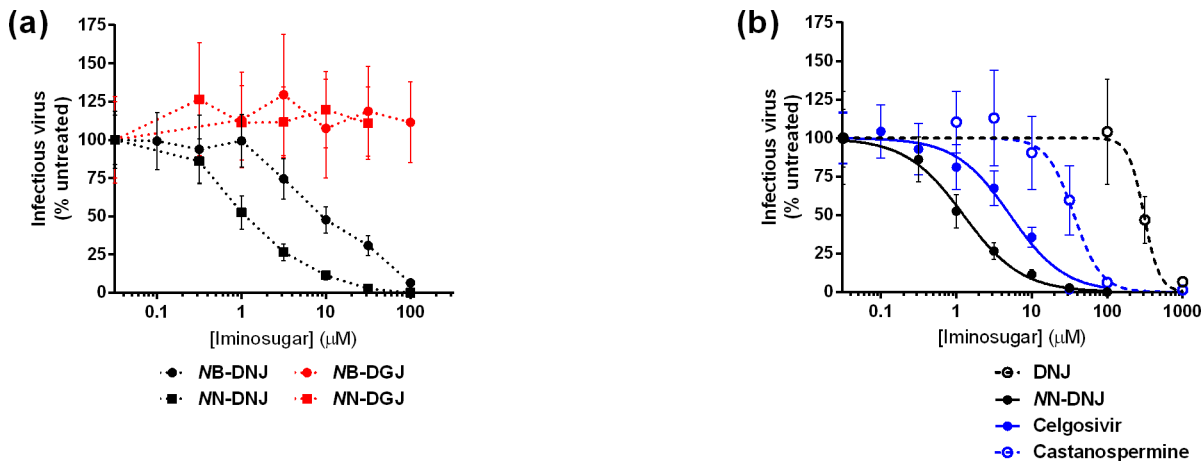 (a)
Infectious virus
(% untreated)
175
150
125
100
75
50
25
0
0.1
1
10
100
[Iminosugar] (μM)
NB-DNJ
NB-DGJ
NN-DNJ
NN-DGJ
(b)
Infectious virus
(% untreated)
175
150
125
100
75
50
25
0
0.1
1
10
100
1000
[Iminosugar] (μM)
DNJ
NN-DNJ
Celgosivir
Castanospermine